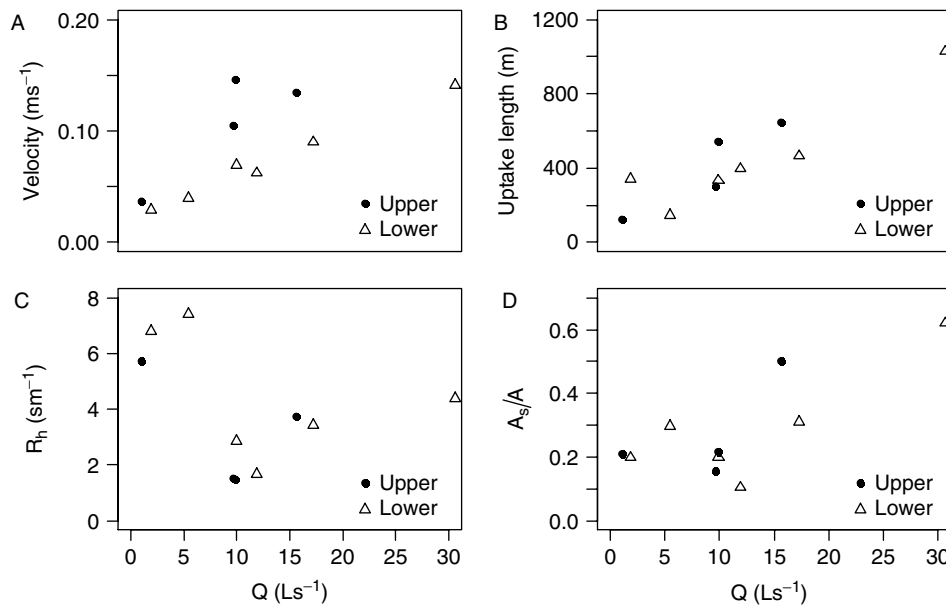 A
Velocity (ms⁻¹)
0.20
0.10
0.00
Upper
Lower
B
Uptake length (m)
1200
800
400
0
Upper
Lower
C
R_h (sm⁻¹)
8
6
4
2
0
Upper
Lower
0 5 10 15 20 25 30
Q (Ls⁻¹)
D
A_s/A
0.6
0.4
0.2
0.0
Upper
Lower
0 5 10 15 20 25 30
Q (Ls⁻¹)